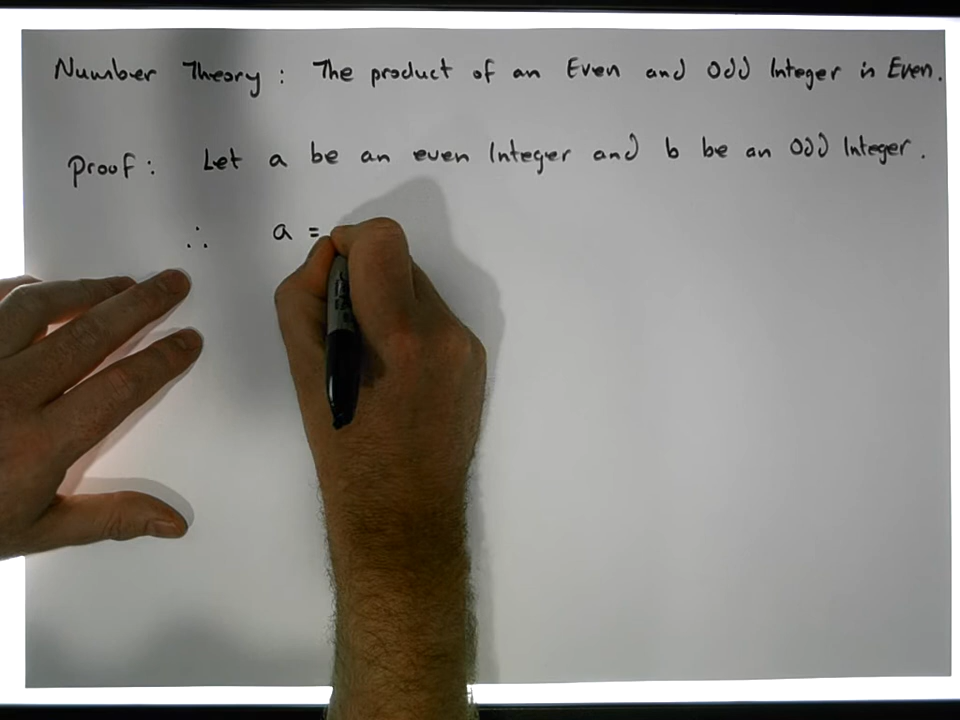 Number Theory : The product of an Even and Odd Integer is Even.
Proof : Let a be an even Integer and b be an Odd Integer.
∴ a =